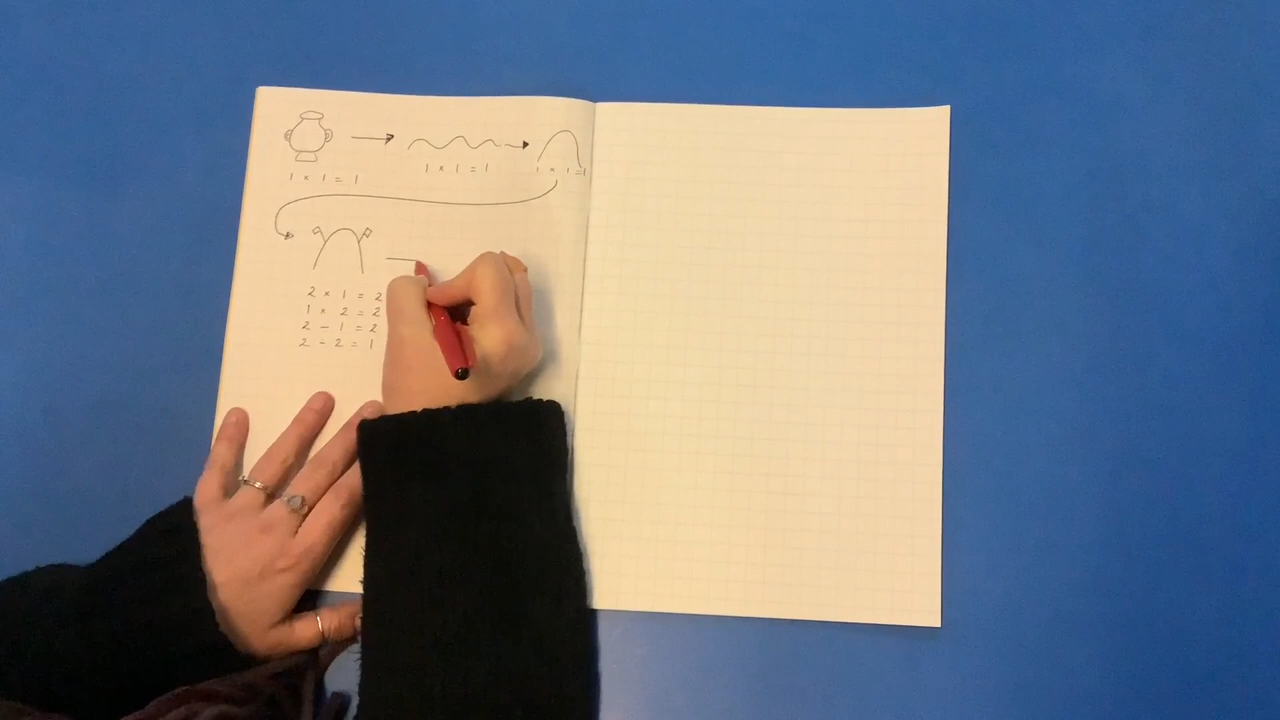 1 × 1 = 1
1 × 1 = 1
1 × 1 = 1
2 × 1 = 2
1 × 2 = 2
2 − 1 = 2
2 − 2 = 1